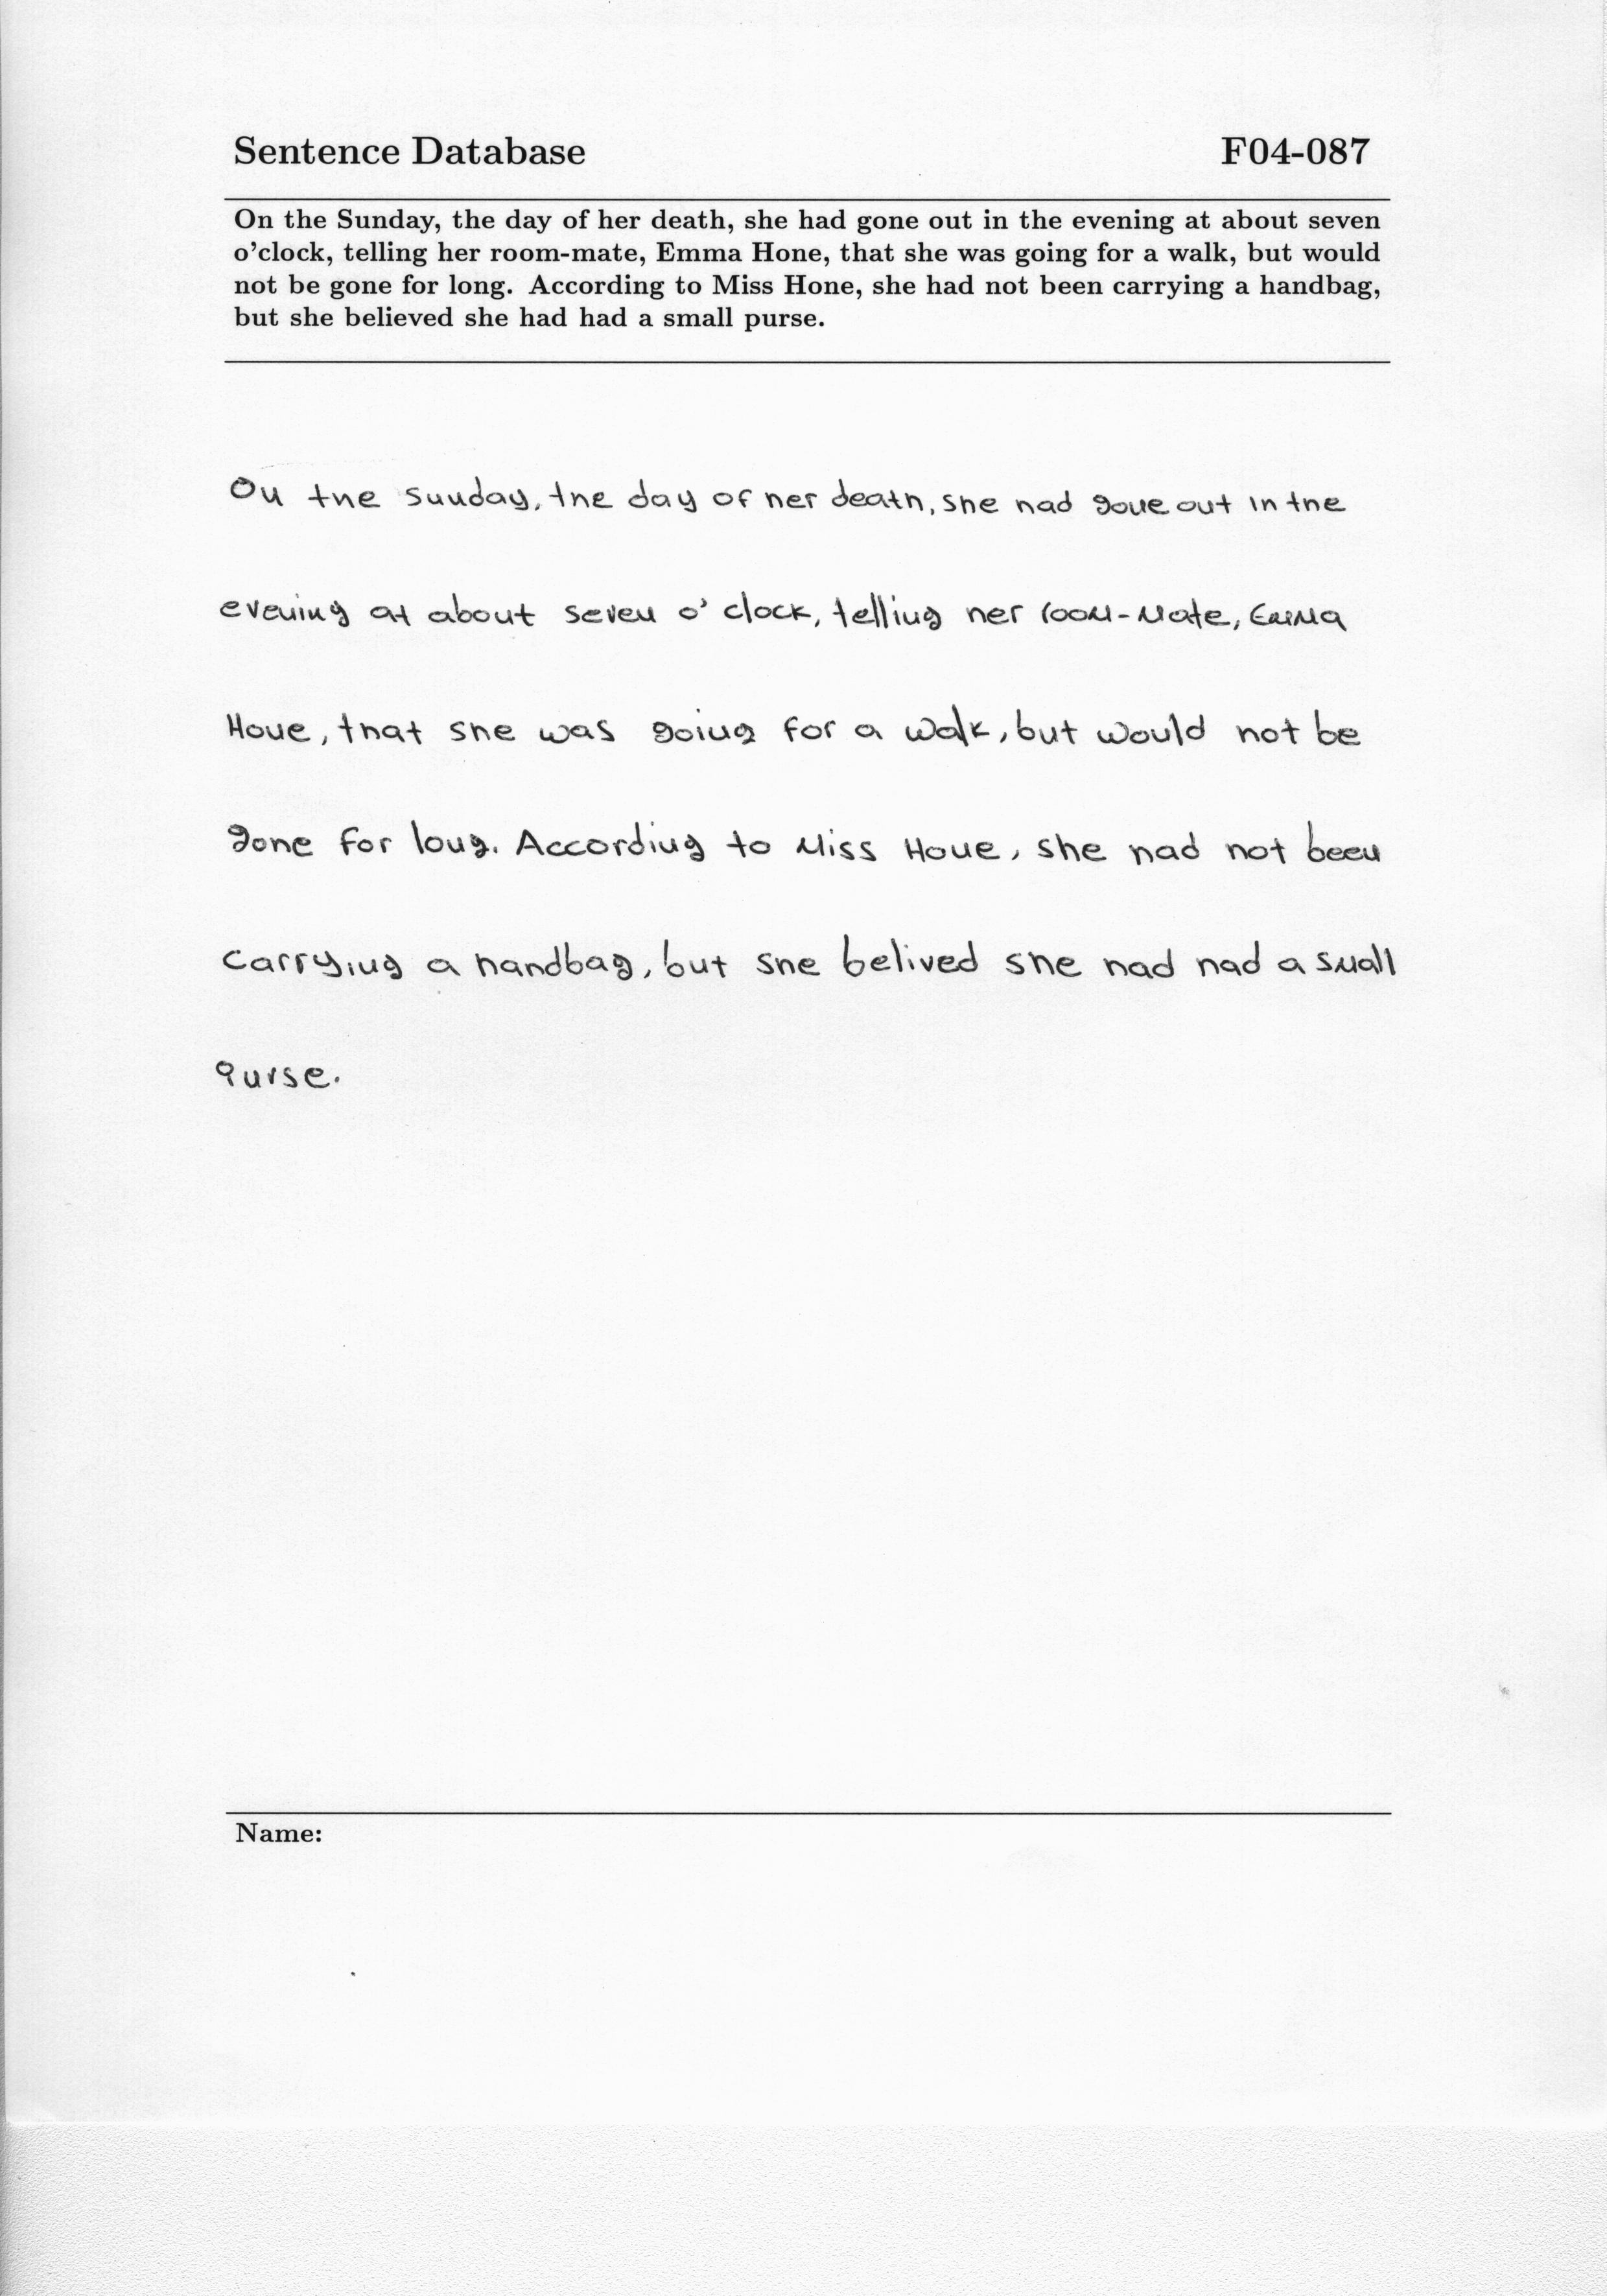 Sentence Database F04-087
On the Sunday, the day of her death, she had gone out in the evening at about seven
o'clock, telling her room-mate, Emma Hone, that she was going for a walk, but would
not be gone for long. According to Miss Hone, she had not been carrying a handbag,
but she believed she had had a small purse.
On the sunday, the day of her death, she had gone out in the
evening at about seven o' clock, telling her room-mate, Emma
Hone, that she was going for a walk, but would not be
gone for long. According to Miss Hone, she had not been
carrying a handbag, but she belived she had had a small
purse.
Name: